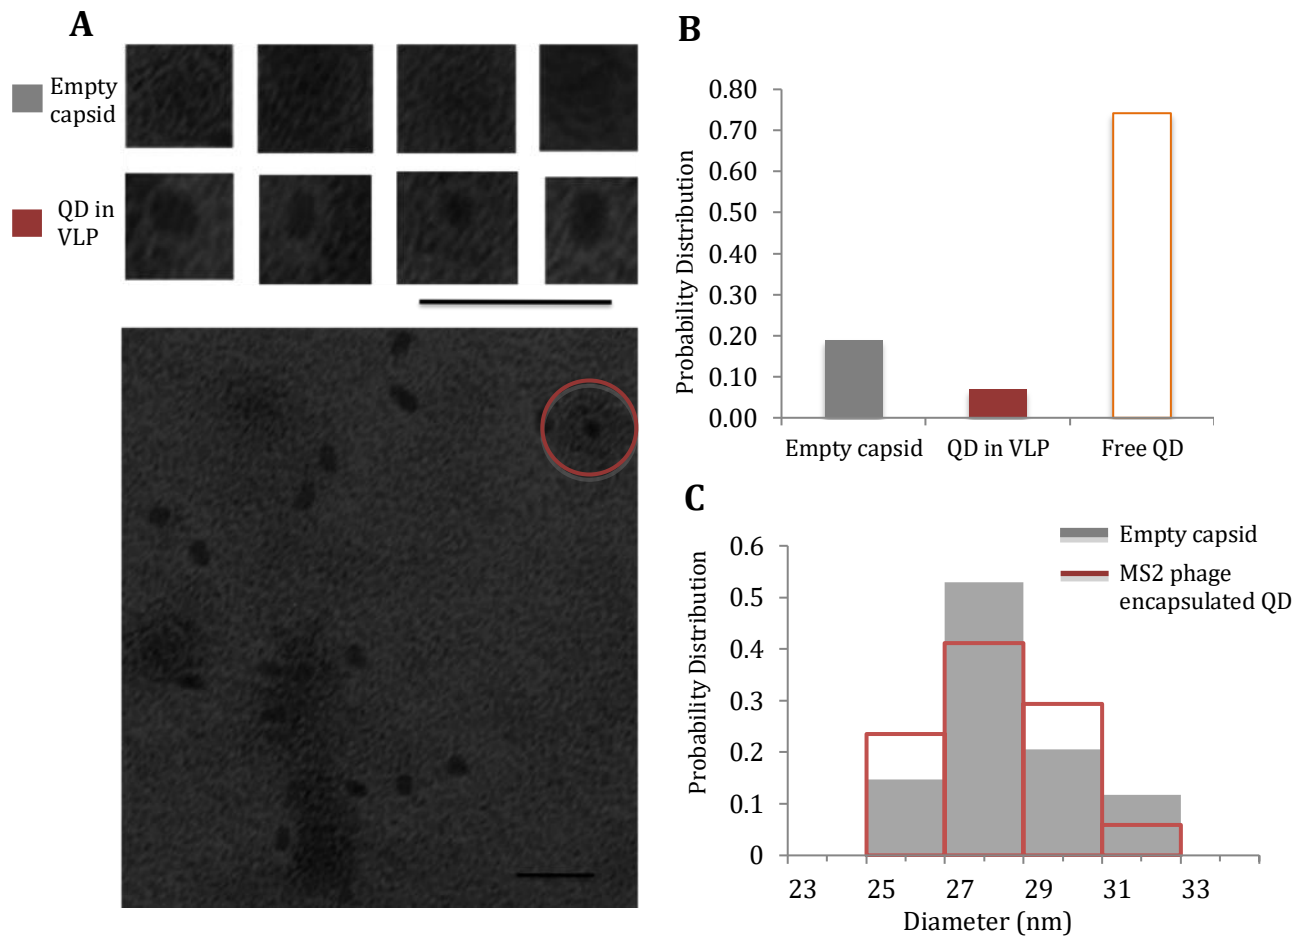 A
Empty
capsid
QD in
VLP
B
Probability Distribution
0.80
0.70
0.60
0.50
0.40
0.30
0.20
0.10
0.00
Empty capsid
QD in VLP
Free QD
C
Empty capsid
MS2 phage
encapsulated QD
Probability Distribution
0.6
0.5
0.4
0.3
0.2
0.1
0
23
25
27
29
31
33
Diameter (nm)